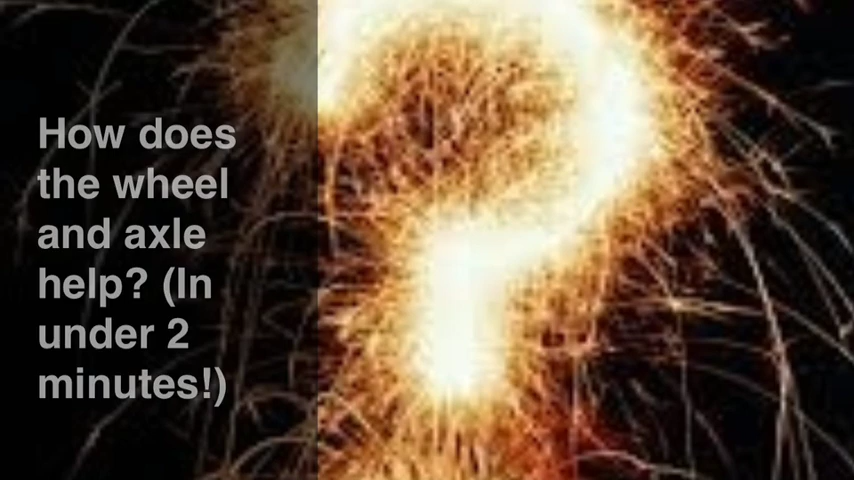 How does
the wheel
and axle
help? (In
under 2
minutes!)